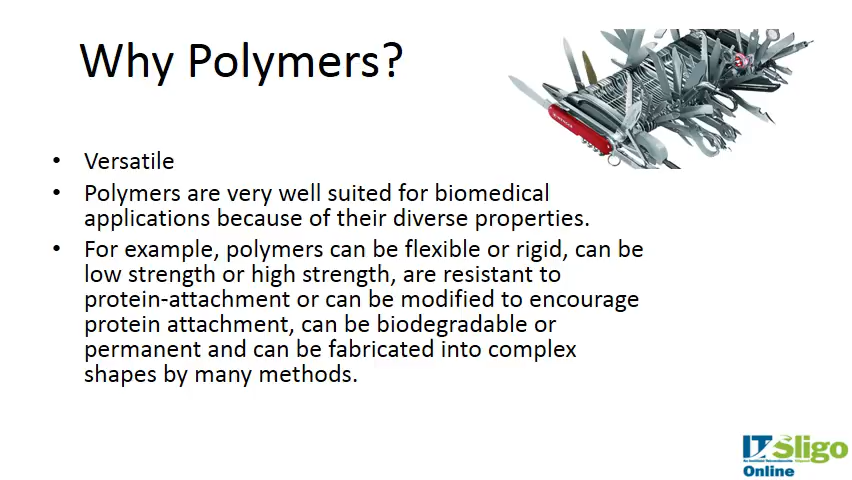 Why Polymers?
• Versatile
• Polymers are very well suited for biomedical
applications because of their diverse properties.
• For example, polymers can be flexible or rigid, can be
low strength or high strength, are resistant to
protein-attachment or can be modified to encourage
protein attachment, can be biodegradable or
permanent and can be fabricated into complex
shapes by many methods.
IT Sligo
Online